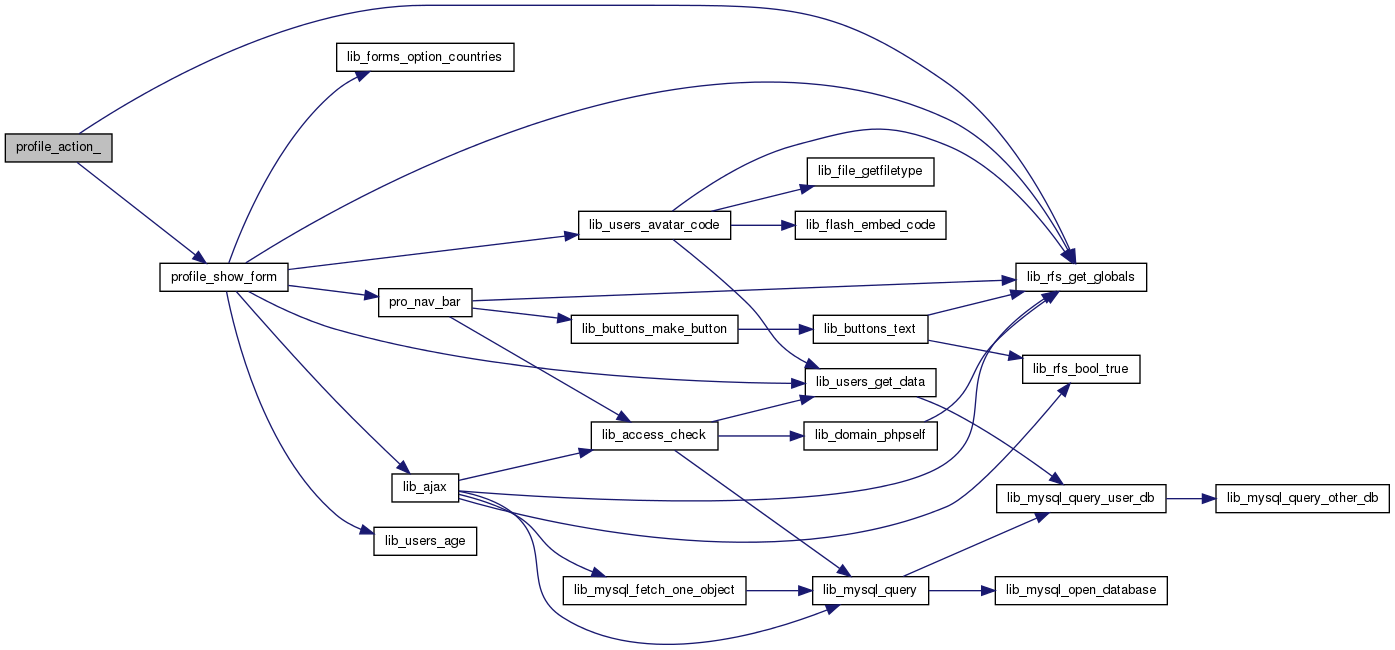 lib_forms_option_countries
profile_action_
lib_file_getfiletype
lib_users_avatar_code
lib_flash_embed_code
profile_show_form
lib_rfs_get_globals
pro_nav_bar
lib_buttons_make_button
lib_buttons_text
lib_rfs_bool_true
lib_users_get_data
lib_access_check
lib_domain_phpself
lib_ajax
lib_mysql_query_user_db
lib_mysql_query_other_db
lib_users_age
lib_mysql_fetch_one_object
lib_mysql_query
lib_mysql_open_database